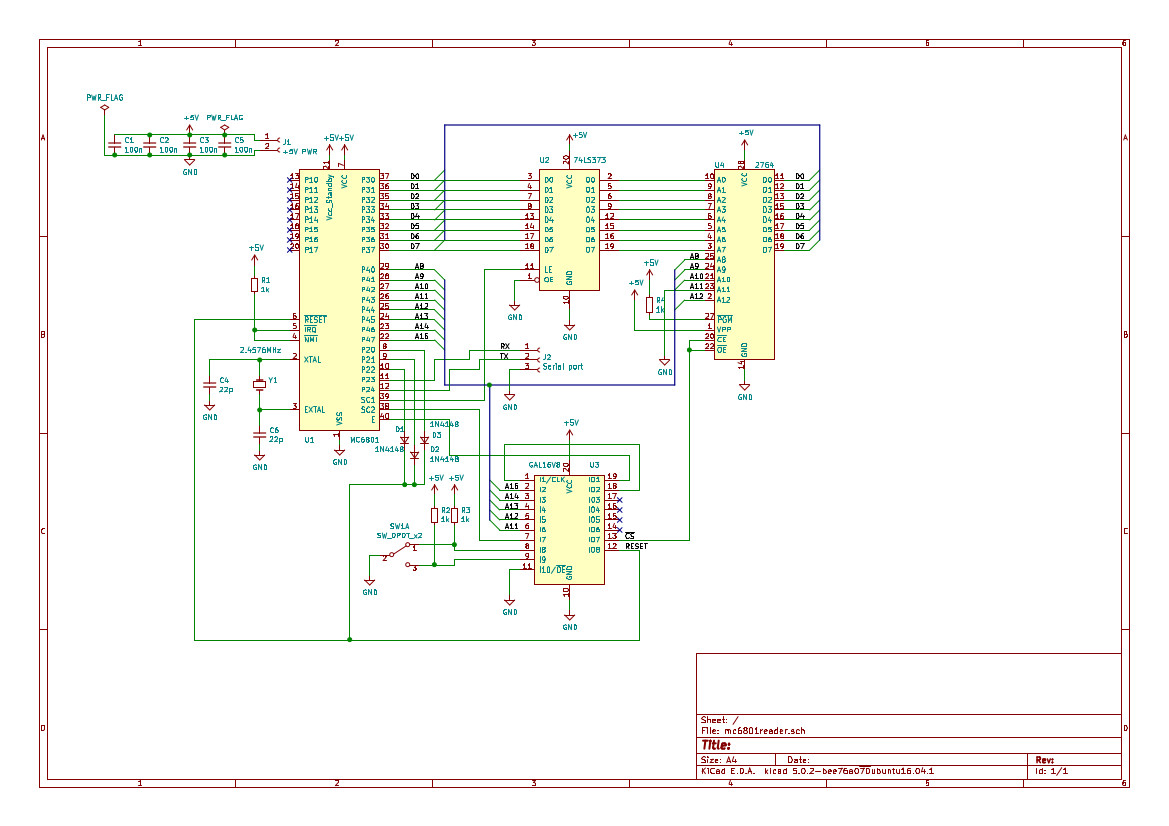 1 2 3 4 5 6
A A
B B
C C
D D
1 2 3 4 5 6
PWR_FLAG
+5V PWR_FLAG
C1 100n
C2 100n
C3 100n
C5 100n
GND
1
2
J1
+5V PWR
+5V +5V
21 7
Vcc_Standby VCC
13 P10
14 P11
15 P12
16 P13
17 P14
18 P15
19 P16
20 P17
P30 37 D0
P31 36 D1
P32 35 D2
P33 34 D3
P34 33 D4
P35 32 D5
P36 31 D6
P37 30 D7
P40 29 A8
P41 28 A9
P42 27 A10
P43 26 A11
P44 25 A12
P45 24 A13
P46 23 A14
P47 22 A15
P20 8
P21 9
P22 10
P23 11
P24 12
SC1 39
SC2 38
E 40
6 RESET
5 IRQ
4 NMI
2 XTAL
3 EXTAL
VSS
1
U1 MC6801
GND
+5V
R1
1k
2.4576MHz
Y1
C4
22p
GND
C6
22p
GND
D1
1N4148
1N4148
D3
D2
1N4148
+5V
20
U2 74LS373
VCC
3 D0 O0 2
4 D1 O1 5
7 D2 O2 6
8 D3 O3 9
13 D4 O4 12
14 D5 O5 15
17 D6 O6 16
18 D7 O7 19
11 LE
1 OE
GND
10
GND
GND
+5V
28
U4 2764
VCC
10 A0 D0 11 D0
9 A1 D1 12 D1
8 A2 D2 13 D2
7 A3 D3 15 D3
6 A4 D4 16 D4
5 A5 D5 17 D5
4 A6 D6 18 D6
3 A7 D7 19 D7
A8 25 A8
A9 24 A9
A10 21 A10
A11 23 A11
A12 2 A12
27 PGM
1 VPP
20 CE
22 OE
GND
14
GND
+5V
+5V
R4
1k
GND
RX 1
TX 2
3
J2
Serial port
GND
+5V
20
GAL16V8 U3
VCC
1 I1/CLK IO1 19
A15 2 I2 IO2 18
A14 3 I3 IO3 17
A13 4 I4 IO4 16
A12 5 I5 IO5 15
A11 6 I6 IO6 14
7 I7 IO7 13 CS
8 I8 IO8 12 RESET
9 I9
11 I10/OE
GND
10
GND
GND
+5V +5V
R2
1k
R3
1k
SW1A
SW_DPDT_x2
1
2
3
GND
Sheet: /
File: mc6801reader.sch
Title:
Size: A4 Date: Rev:
KiCad E.D.A. kicad 5.0.2-bee76a070ubuntu16.04.1 Id: 1/1